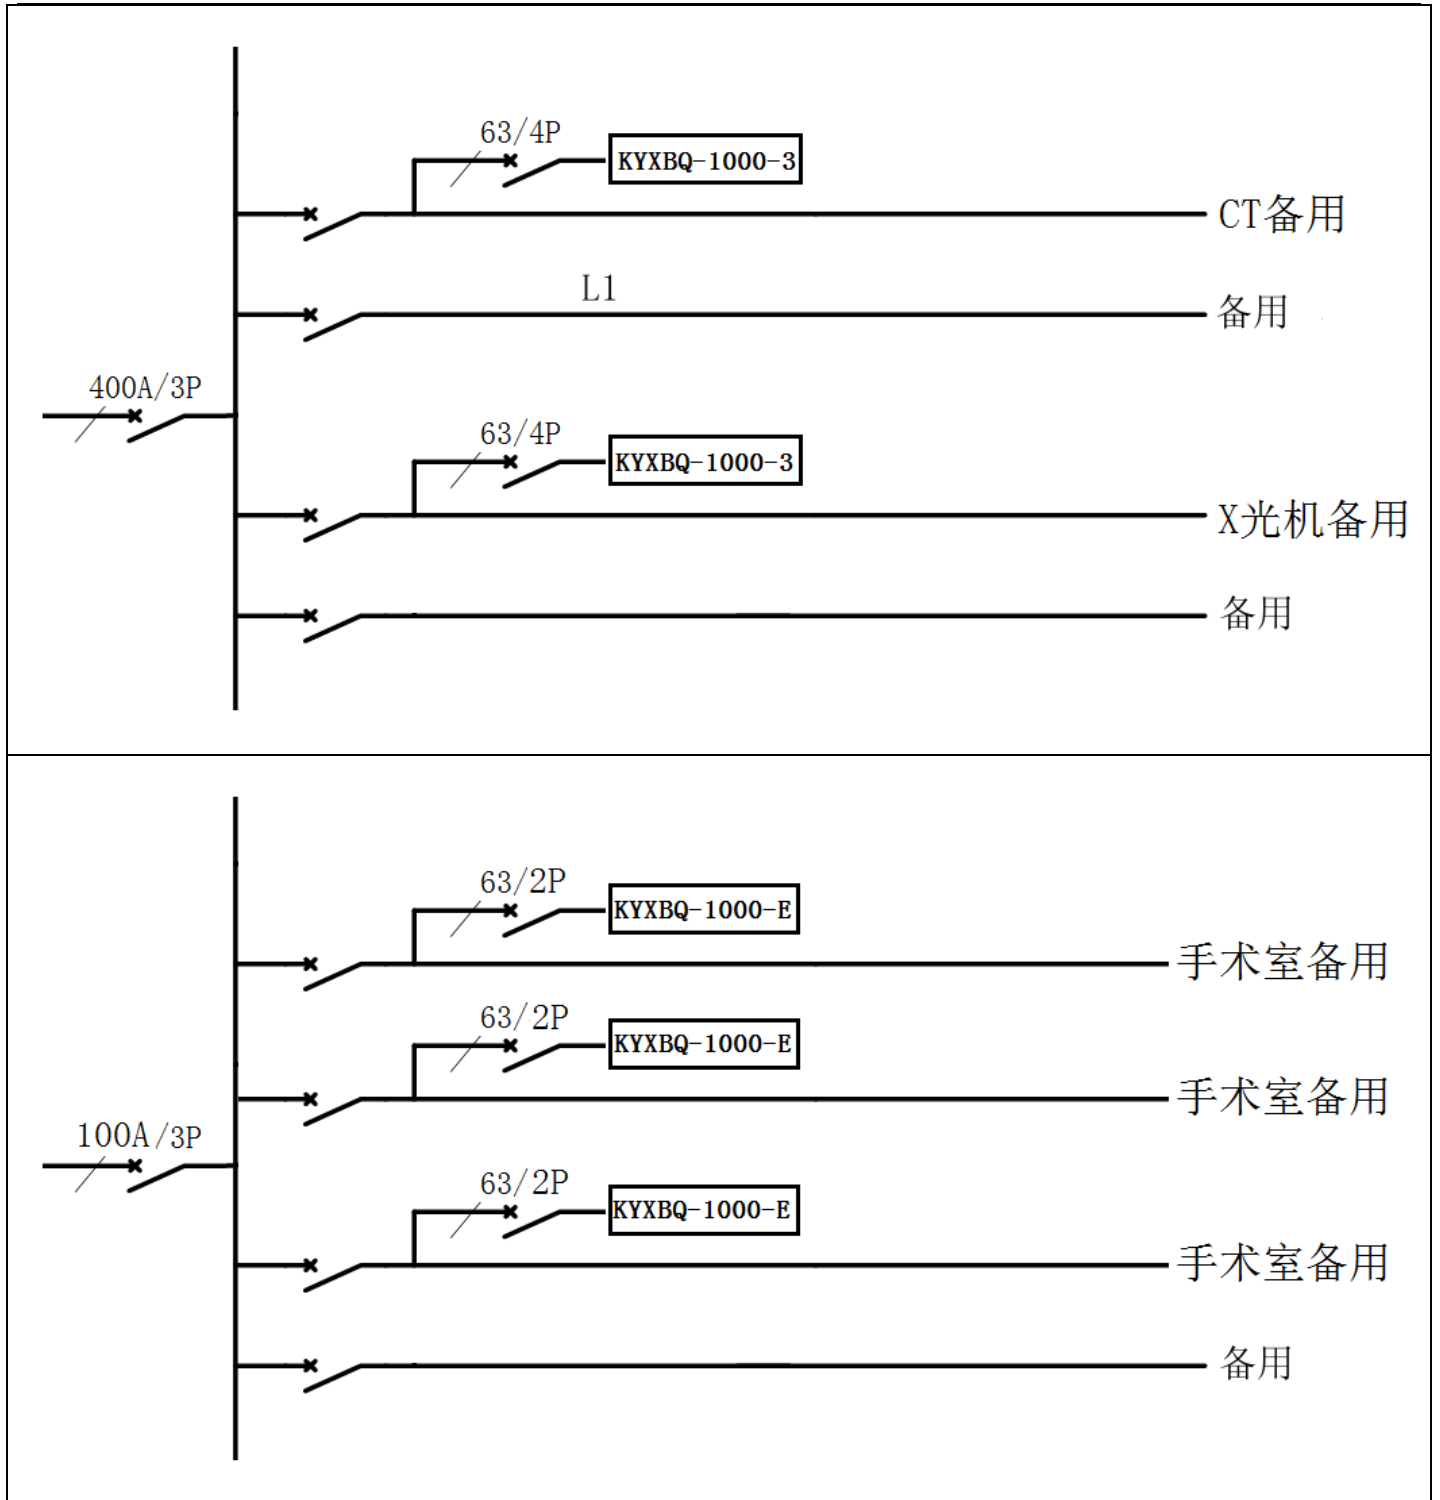 63/4P
KYXBQ-1000-3
CT备用
L1
备用
400A/3P
63/4P
KYXBQ-1000-3
X光机备用
备用
63/2P
KYXBQ-1000-E
手术室备用
63/2P
KYXBQ-1000-E
手术室备用
100A/3P
63/2P
KYXBQ-1000-E
手术室备用
备用